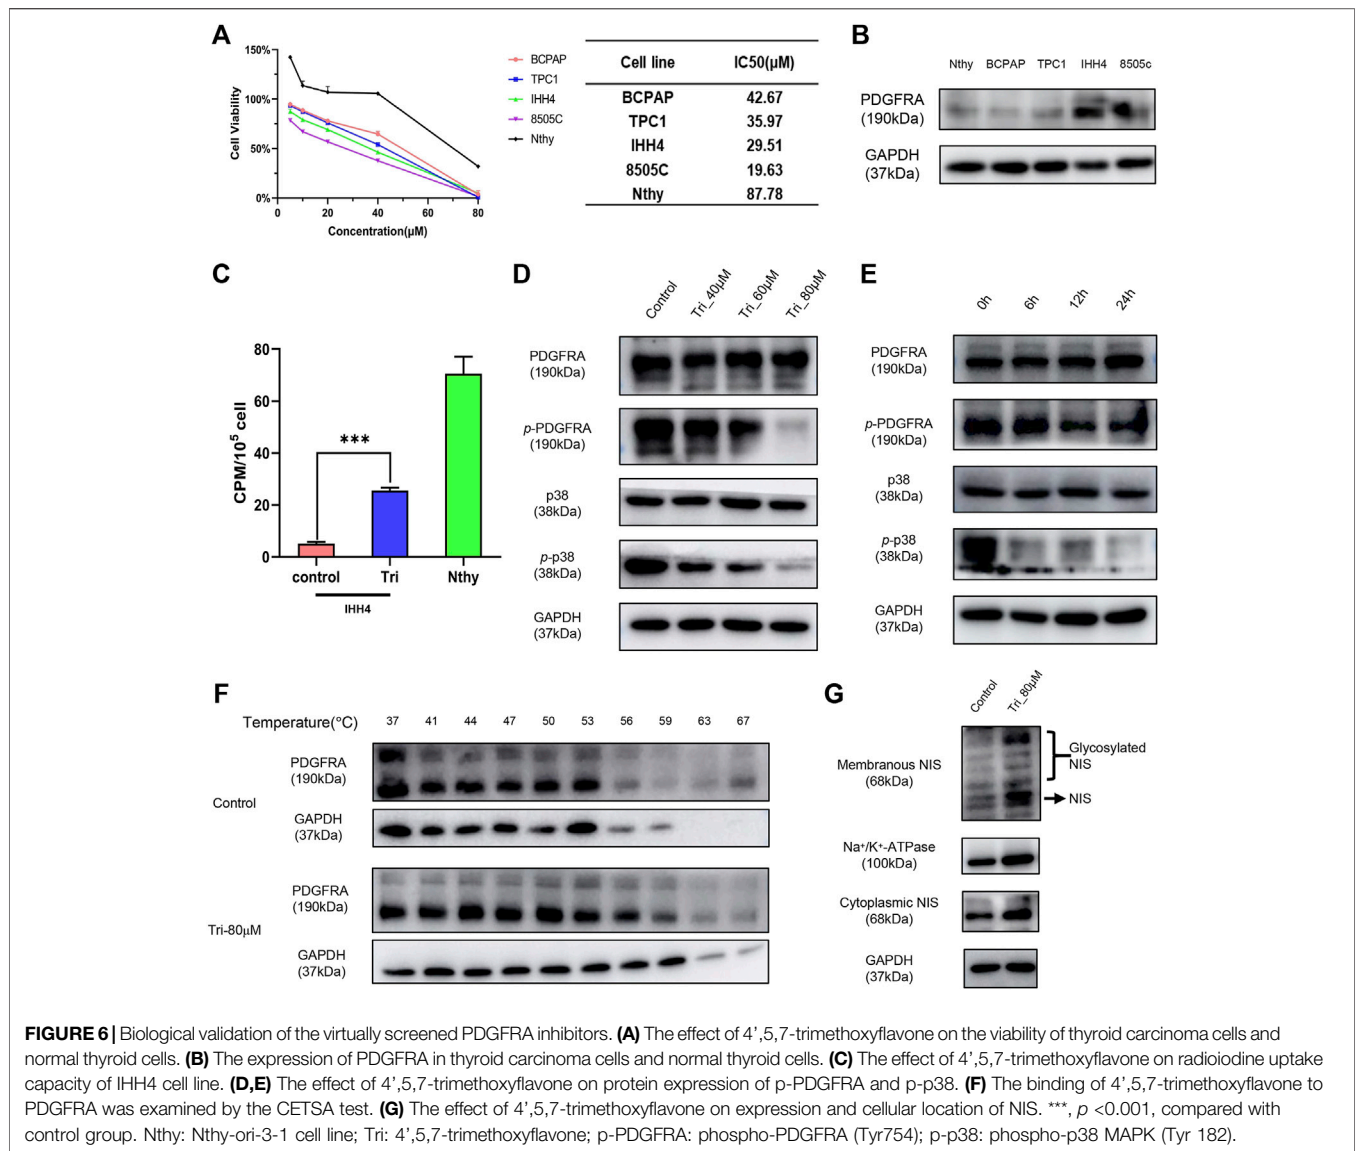 A
150%
100%
50%
0%
Cell Viability
0 20 40 60 80
Concentration(µM)
BCPAP
TPC1
IHH4
8505C
Nthy
Cell line IC50(µM)
BCPAP 42.67
TPC1 35.97
IHH4 29.51
8505C 19.63
Nthy 87.78
B
Nthy BCPAP TPC1 IHH4 8505c
PDGFRA
(190kDa)
GAPDH
(37kDa)
C
80
60
40
20
0
CPM/10⁵ cell
***
control Tri Nthy
IHH4
D
Control Tri_40µM Tri_60µM Tri_80µM
PDGFRA
(190kDa)
p-PDGFRA
(190kDa)
p38
(38kDa)
p-p38
(38kDa)
GAPDH
(37kDa)
E
0h 6h 12h 24h
PDGFRA
(190kDa)
p-PDGFRA
(190kDa)
p38
(38kDa)
p-p38
(38kDa)
GAPDH
(37kDa)
F
Temperature(°C) 37 41 44 47 50 53 56 59 63 67
Control
PDGFRA
(190kDa)
GAPDH
(37kDa)
Tri-80µM
PDGFRA
(190kDa)
GAPDH
(37kDa)
G
Control Tri_80µM
Membranous NIS
(68kDa)
Glycosylated
NIS
NIS
Na⁺/K⁺-ATPase
(100kDa)
Cytoplasmic NIS
(68kDa)
GAPDH
(37kDa)
FIGURE 6 | Biological validation of the virtually screened PDGFRA inhibitors. (A) The effect of 4',5,7-trimethoxyflavone on the viability of thyroid carcinoma cells and
normal thyroid cells. (B) The expression of PDGFRA in thyroid carcinoma cells and normal thyroid cells. (C) The effect of 4',5,7-trimethoxyflavone on radioiodine uptake
capacity of IHH4 cell line. (D,E) The effect of 4',5,7-trimethoxyflavone on protein expression of p-PDGFRA and p-p38. (F) The binding of 4',5,7-trimethoxyflavone to
PDGFRA was examined by the CETSA test. (G) The effect of 4',5,7-trimethoxyflavone on expression and cellular location of NIS. ***, p <0.001, compared with
control group. Nthy: Nthy-ori-3-1 cell line; Tri: 4',5,7-trimethoxyflavone; p-PDGFRA: phospho-PDGFRA (Tyr754); p-p38: phospho-p38 MAPK (Tyr 182).